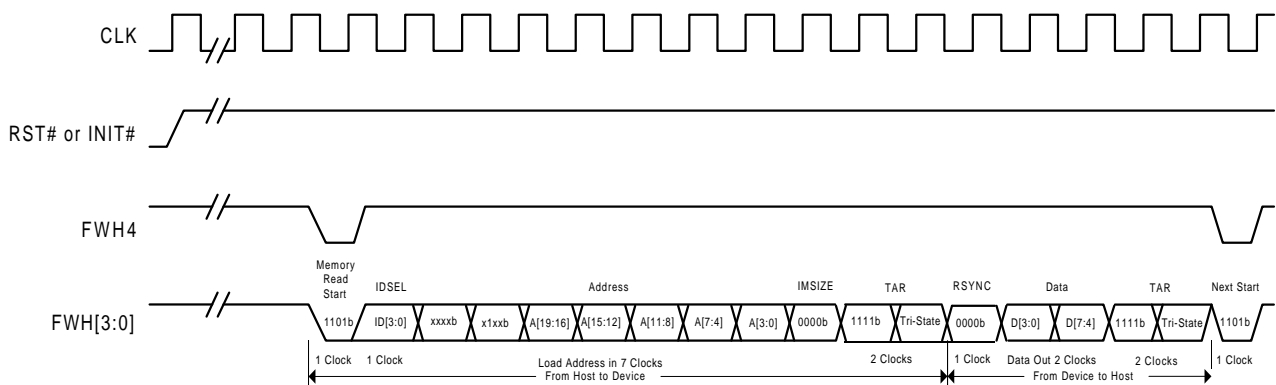 CLK
RST# or INIT#
FWH4
Memory
Read
Start
IDSEL
Address
IMSIZE
TAR
RSYNC
Data
TAR
Next Start
FWH[3:0]
1101b
ID[3:0]
xxxxb
x1xxb
A[19:16]
A[15:12]
A[11:8]
A[7:4]
A[3:0]
0000b
1111b
Tri-State
0000b
D[3:0]
D[7:4]
1111b
Tri-State
1101b
1 Clock
1 Clock
Load Address in 7 Clocks
2 Clocks
1 Clock
Data Out 2 Clocks
2 Clocks
1 Clock
From Host to Device
From Device to Host